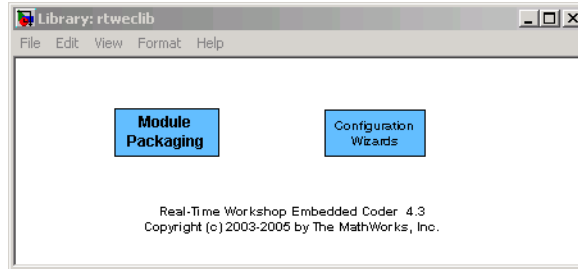 Library: rtweclib
File Edit View Format Help
Module
Packaging
Configuration
Wizards
Real-Time Workshop Embedded Coder 4.3
Copyright (c) 2003-2005 by The MathWorks, Inc.